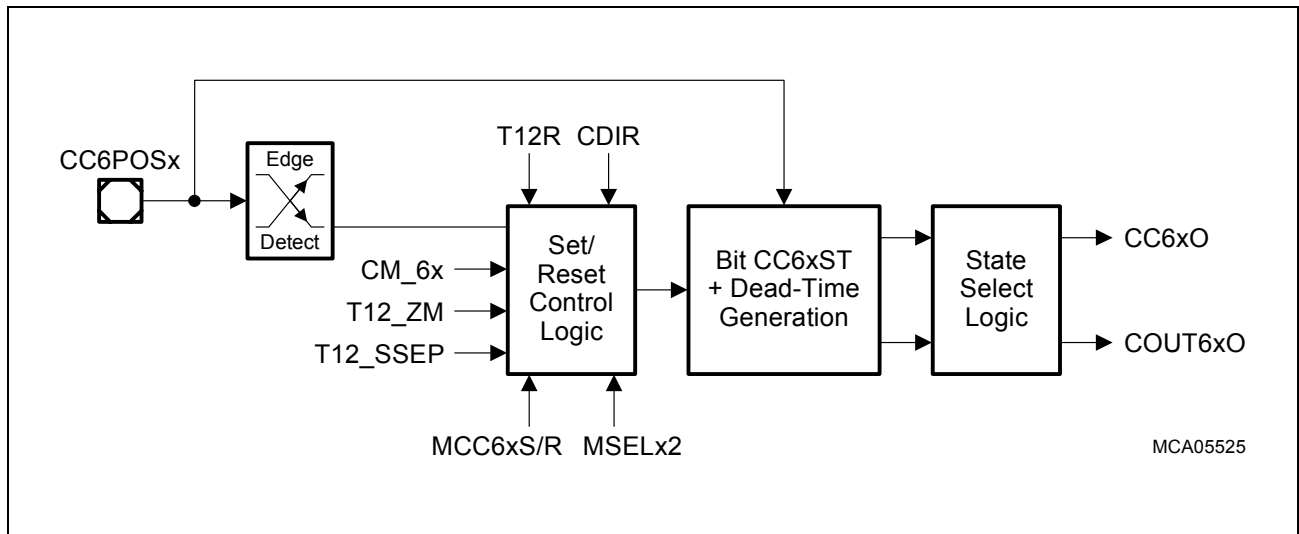 T12R CDIR
CC6POSx
Edge
Detect
CM_6x
T12_ZM
T12_SSEP
Set/
Reset
Control
Logic
Bit CC6xST
+ Dead-Time
Generation
State
Select
Logic
CC6xO
COUT6xO
MCC6xS/R MSELx2
MCA05525